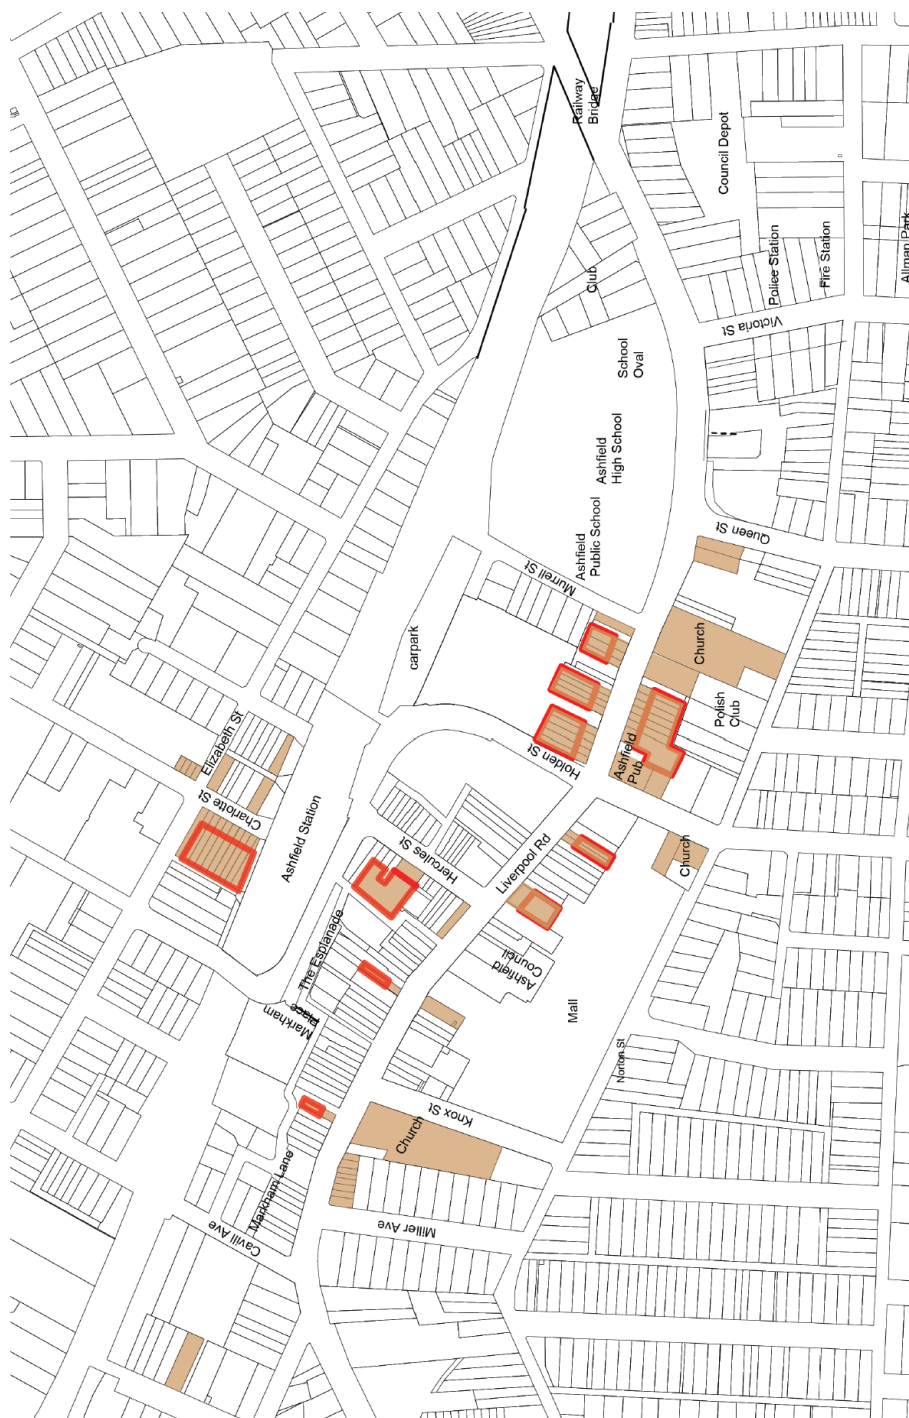 Railway
Bridge
Council Depot
Club
Police Station
Fire Station
Allman Park
Victoria St
School
Oval
Ashfield
High School
Ashfield
Public School
Queen St
Murrell St
carpark
Church
Polish
Club
Elizabeth St
Charlotte St
Holden St
Ashfield
Pub
Ashfield Station
Hercules St
Liverpool Rd
Church
The Esplanade
Ashfield
Council
Markham
Place
Mall
Norton St
Knox St
Church
Markham Lane
Miller Ave
Cavill Ave